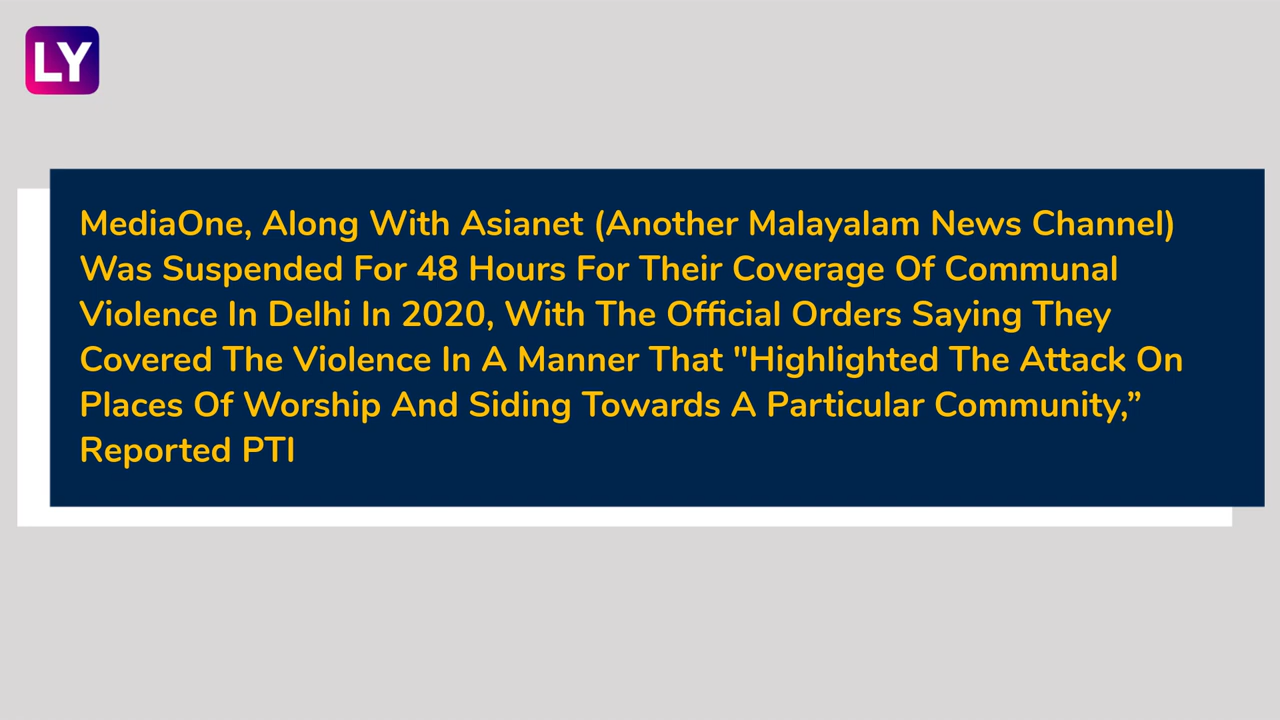 LY
MediaOne, Along With Asianet (Another Malayalam News Channel)
Was Suspended For 48 Hours For Their Coverage Of Communal
Violence In Delhi In 2020, With The Official Orders Saying They
Covered The Violence In A Manner That "Highlighted The Attack On
Places Of Worship And Siding Towards A Particular Community,”
Reported PTI